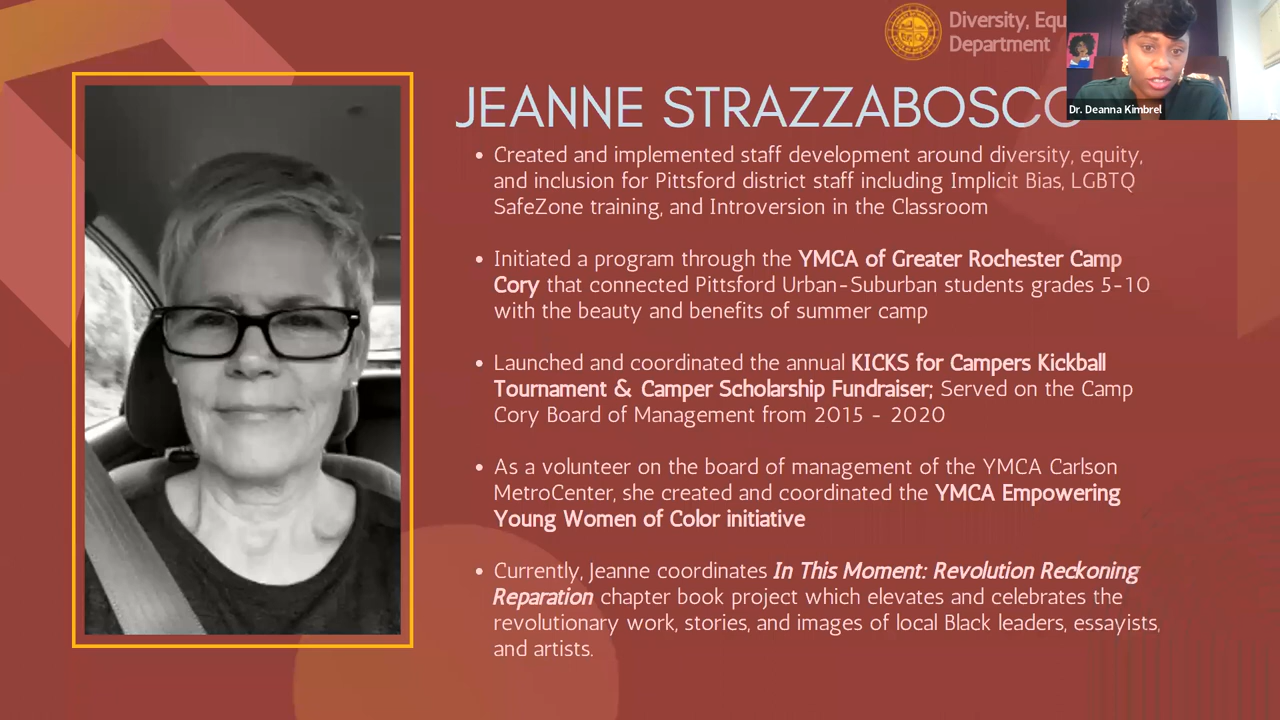 Diversity, Equ
Department
Dr. Deanna Kimbrel
JEANNE STRAZZABOSCO
• Created and implemented staff development around diversity, equity,
and inclusion for Pittsford district staff including Implicit Bias, LGBTQ
SafeZone training, and Introversion in the Classroom
• Initiated a program through the YMCA of Greater Rochester Camp
Cory that connected Pittsford Urban-Suburban students grades 5-10
with the beauty and benefits of summer camp
• Launched and coordinated the annual KICKS for Campers Kickball
Tournament & Camper Scholarship Fundraiser; Served on the Camp
Cory Board of Management from 2015 - 2020
• As a volunteer on the board of management of the YMCA Carlson
MetroCenter, she created and coordinated the YMCA Empowering
Young Women of Color initiative
• Currently, Jeanne coordinates In This Moment: Revolution Reckoning
Reparation chapter book project which elevates and celebrates the
revolutionary work, stories, and images of local Black leaders, essayists,
and artists.